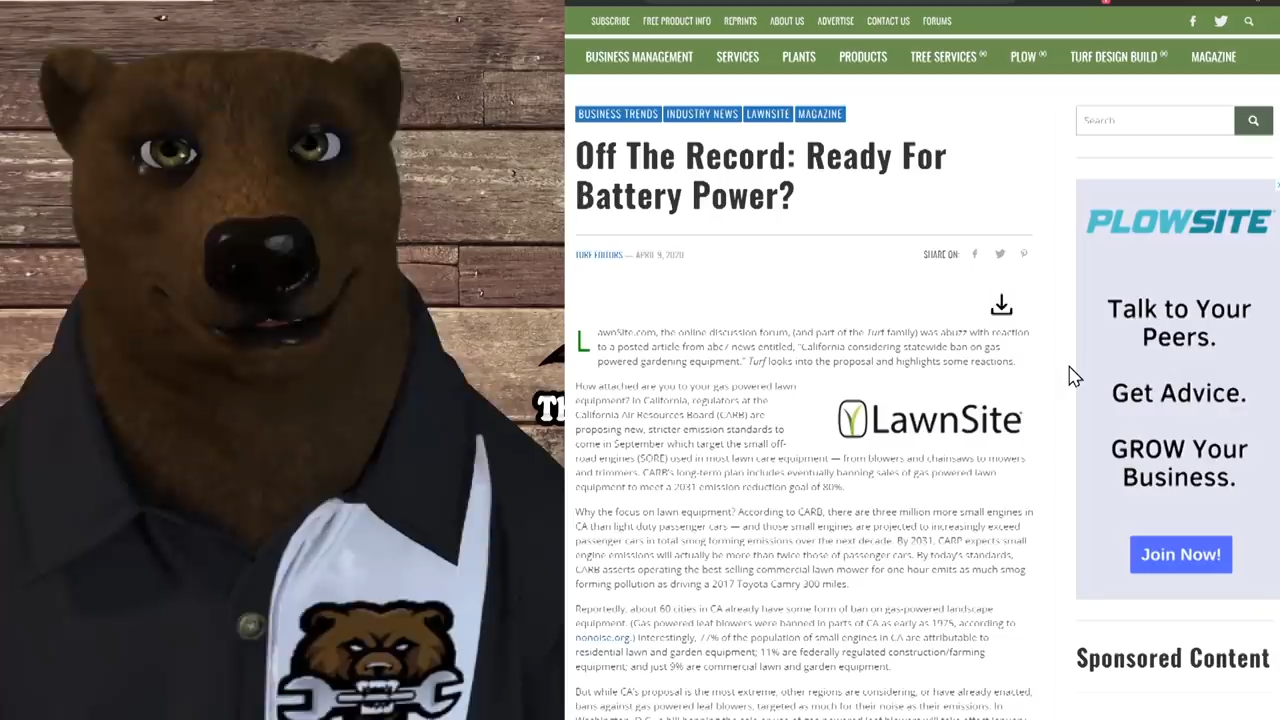 SUBSCRIBE FREE PRODUCT INFO REPRINTS ABOUT US ADVERTISE CONTACT US FORUMS
BUSINESS MANAGEMENT SERVICES PLANTS PRODUCTS TREE SERVICES PLOW TURF DESIGN BUILD MAGAZINE
BUSINESS TRENDS INDUSTRY NEWS LAWNSITE MAGAZINE
Search
Off The Record: Ready For
Battery Power?
TURF EDITORS — APRIL 9, 2020
SHARE ON:
LawnSite.com, the online discussion forum, (and part of the Turf family) was abuzz with reaction
to a posted article from abc7 news entitled, "California considering statewide ban on gas
powered gardening equipment." Turf looks into the proposal and highlights some reactions.
How attached are you to your gas powered lawn
equipment? In California, regulators at the
California Air Resources Board (CARB) are
proposing new, stricter emission standards to
come in September which target the small off-
road engines (SORE) used in most lawn care equipment — from blowers and chainsaws to mowers
and trimmers. CARB's long-term plan includes eventually banning sales of gas powered lawn
equipment to meet a 2031 emission reduction goal of 80%.
LawnSite
Why the focus on lawn equipment? According to CARB, there are three million more small engines in
CA than light duty passenger cars — and those small engines are projected to increasingly exceed
passenger cars in total smog forming emissions over the next decade. By 2031, CARP expects small
engine emissions will actually be more than twice those of passenger cars. By today's standards,
CARB asserts operating the best selling commercial lawn mower for one hour emits as much smog
forming pollution as driving a 2017 Toyota Camry 300 miles.
Reportedly, about 60 cities in CA already have some form of ban on gas-powered landscape
equipment. (Gas powered leaf blowers were banned in parts of CA as early as 1975, according to
nonoise.org.) Interestingly, 77% of the population of small engines in CA are attributable to
residential lawn and garden equipment; 11% are federally regulated construction/farming
equipment; and just 9% are commercial lawn and garden equipment.
But while CA's proposal is the most extreme, other regions are considering, or have already enacted,
bans against gas powered leaf blowers, targeted as much for their noise as their emissions. In
PLOWSITE
Talk to Your
Peers.
Get Advice.
GROW Your
Business.
Join Now!
Sponsored Content